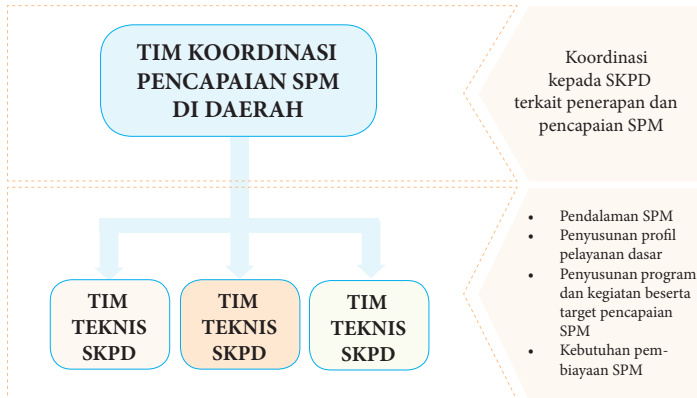 TIM KOORDINASI
PENCAPAIAN SPM
DI DAERAH
Koordinasi
kepada SKPD
terkait penerapan dan
pencapaian SPM
TIM
TEKNIS
SKPD
TIM
TEKNIS
SKPD
TIM
TEKNIS
SKPD
• Pendalaman SPM
• Penyusunan profil
pelayanan dasar
• Penyusunan program
dan kegiatan beserta
target pencapaian
SPM
• Kebutuhan pem-
biayaan SPM